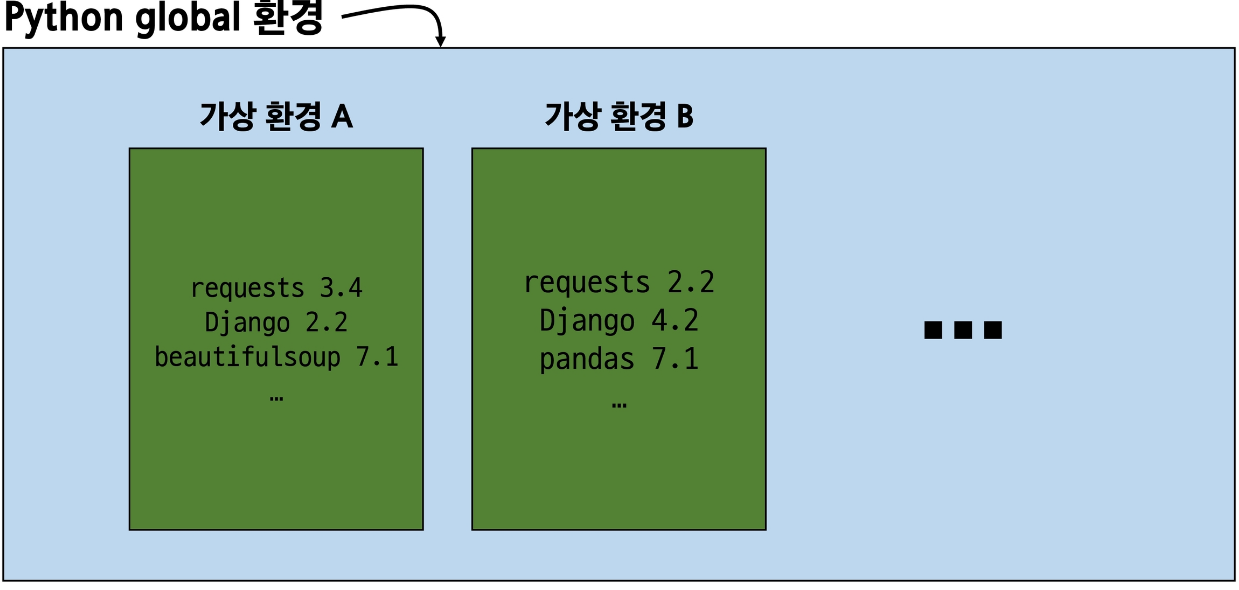 Python global 환경
가상 환경 A
requests 3.4
Django 2.2
beautifulsoup 7.1
…
가상 환경 B
requests 2.2
Django 4.2
pandas 7.1
…